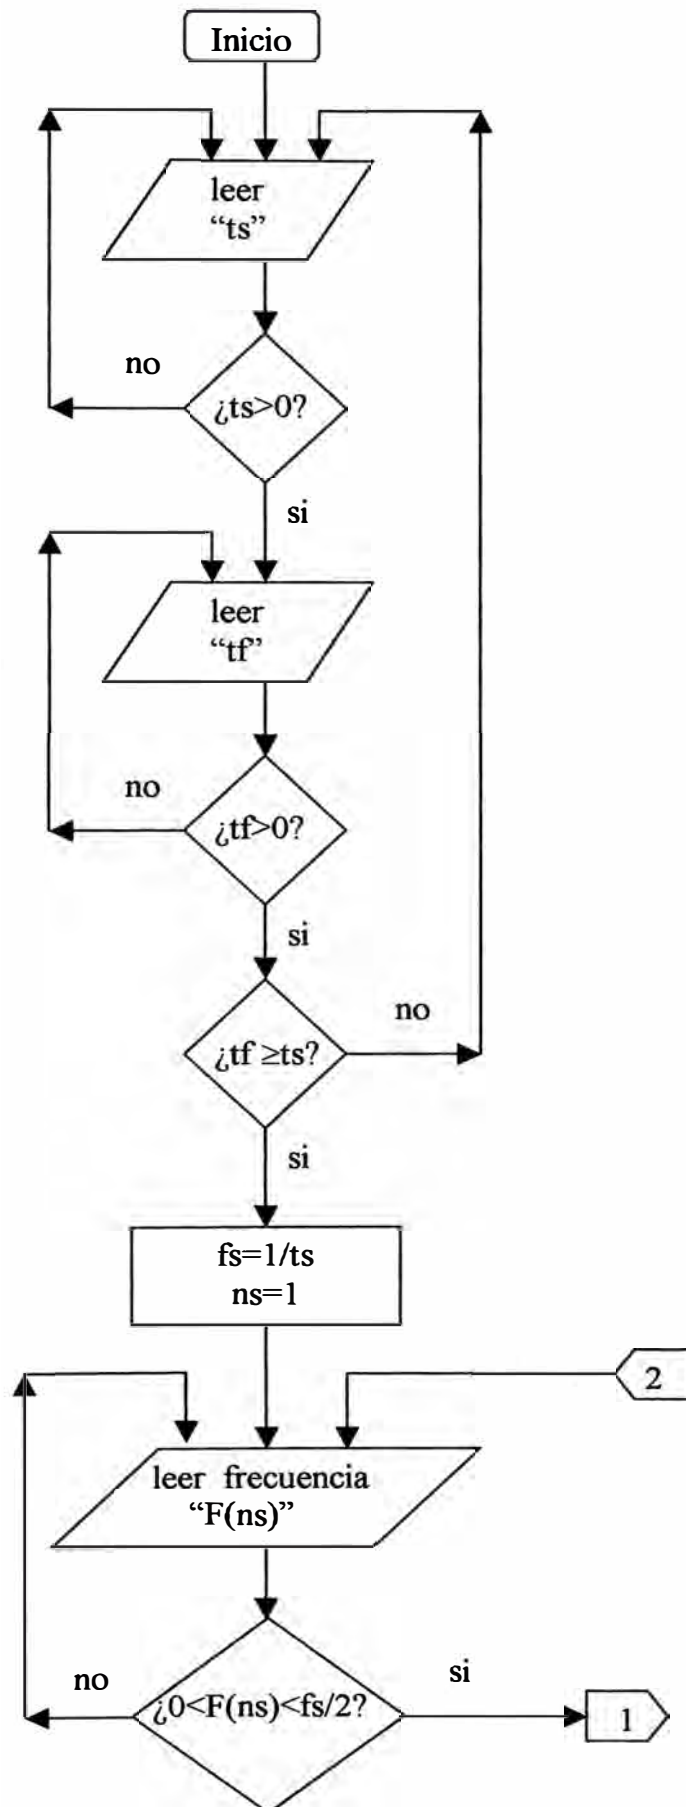 Inicio
leer
“ts”
no
¿ts>0?
si
leer
“tf”
no
¿tf>0?
si
no
¿tf ≥ts?
si
fs=1/ts
ns=1
2
leer frecuencia
“F(ns)”
no
si
¿0<F(ns)<fs/2?
1